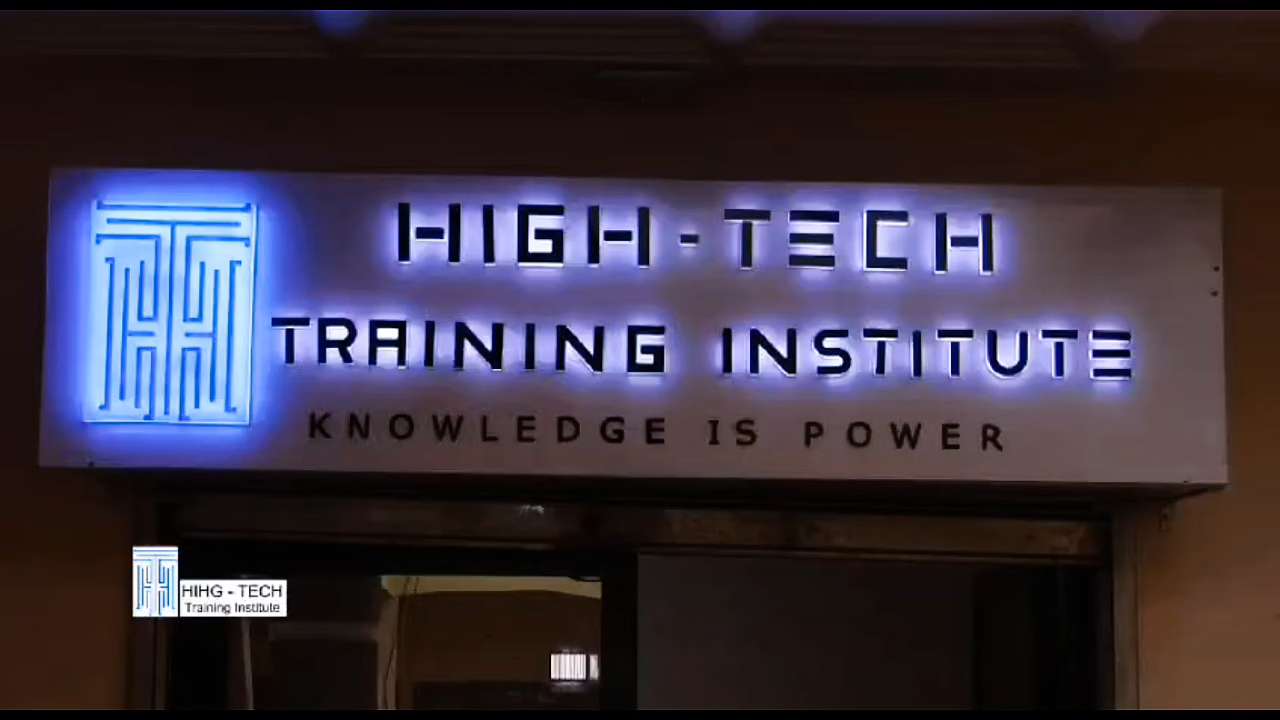 HIGH-TECH
TRAINING INSTITUTE
KNOWLEDGE IS POWER
HIHG - TECH
Training Institute